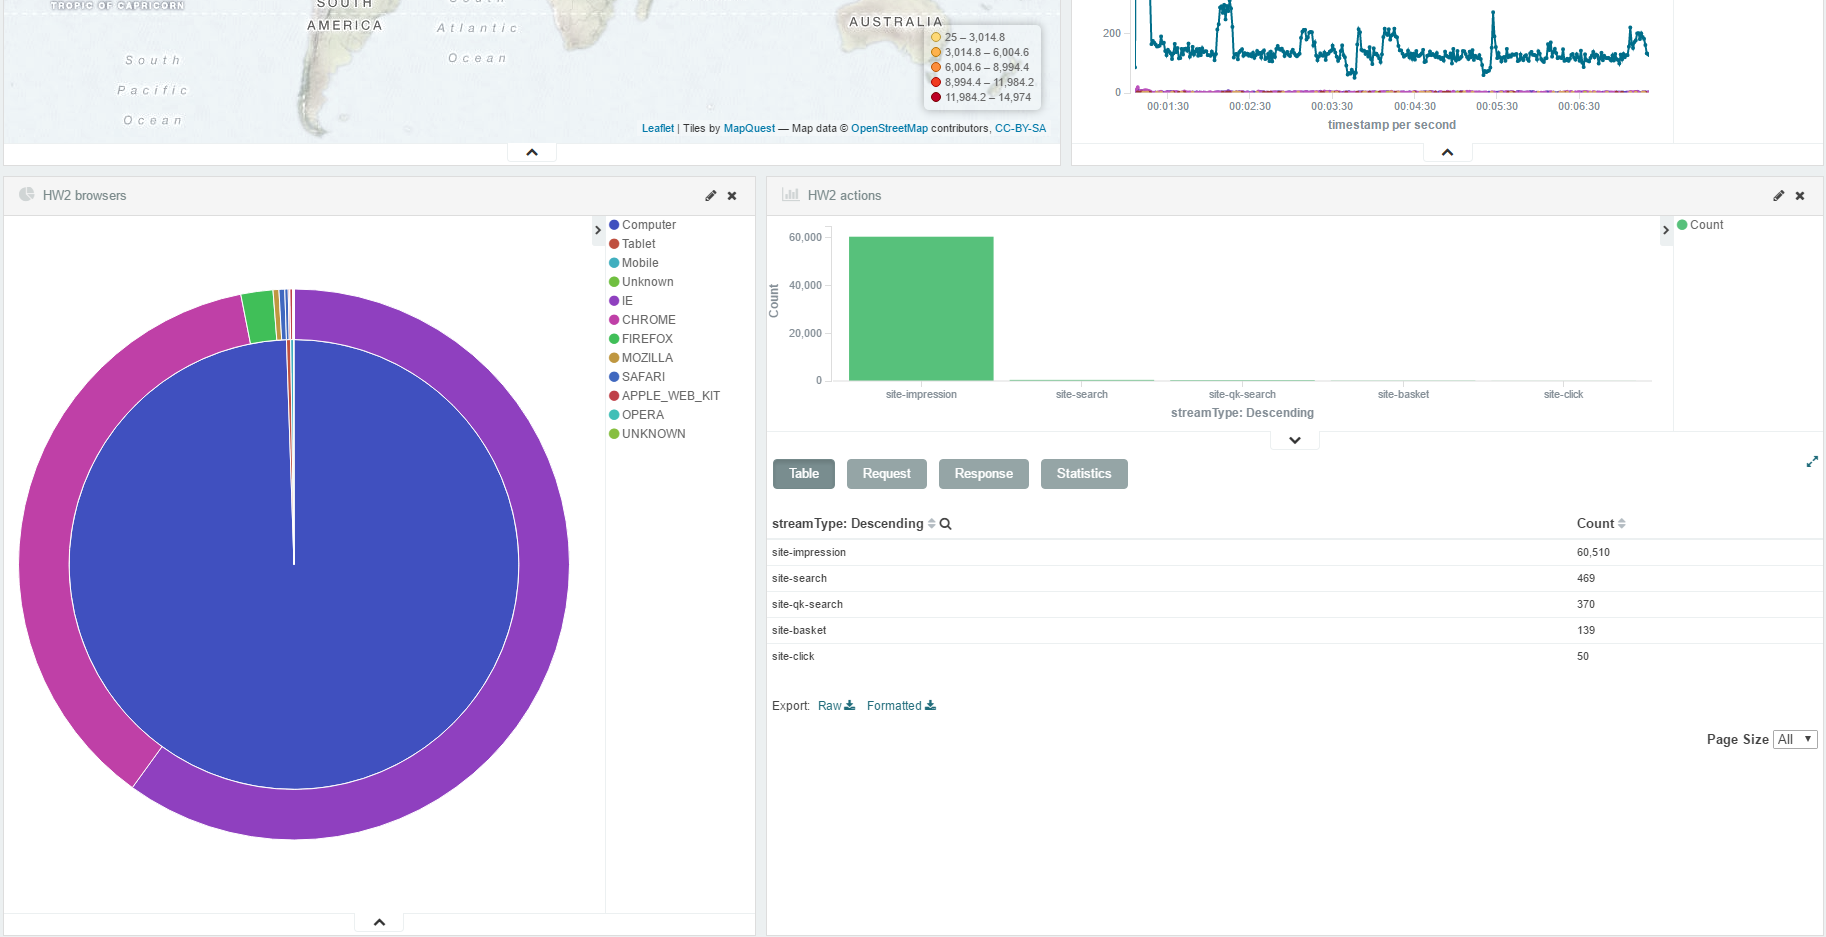 TROPIC OF CAPRICORN
SOUTH
AMERICA
South
Atlantic
Ocean
AUSTRALIA
South
Pacific
Ocean
25 – 3,014.8
3,014.8 – 6,004.6
6,004.6 – 8,994.4
8,994.4 – 11,984.2
11,984.2 – 14,974
Leaflet | Tiles by MapQuest — Map data © OpenStreetMap contributors, CC-BY-SA
200
0
00:01:30 00:02:30 00:03:30 00:04:30 00:05:30 00:06:30
timestamp per second
HW2 browsers
Computer
Tablet
Mobile
Unknown
IE
CHROME
FIREFOX
MOZILLA
SAFARI
APPLE_WEB_KIT
OPERA
UNKNOWN
HW2 actions
Count
60,000
40,000
20,000
0
Count
site-impression site-search site-qk-search site-basket site-click
streamType: Descending
Table Request Response Statistics
streamType: Descending Count
site-impression 60,510
site-search 469
site-qk-search 370
site-basket 139
site-click 50
Export: Raw Formatted
Page Size All